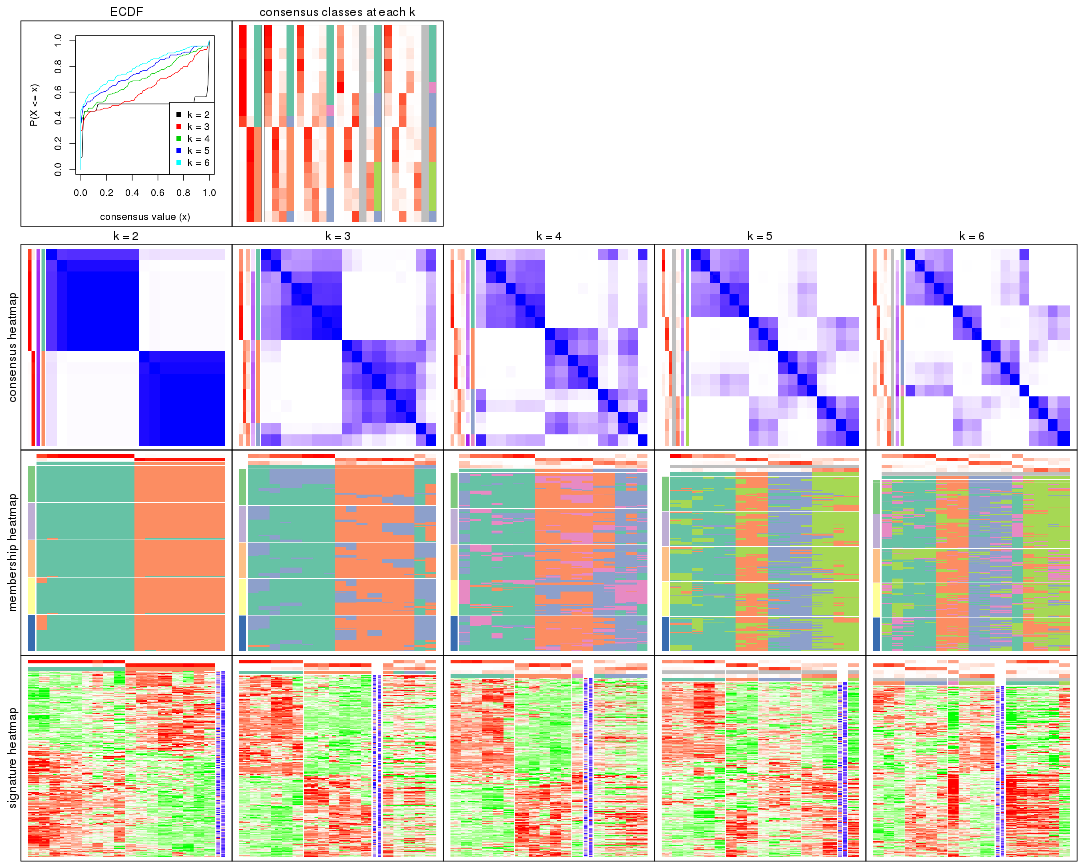 ECDF
consensus classes at each k
P(X <= x)
0.0 0.2 0.4 0.6 0.8 1.0
k = 2
k = 3
k = 4
k = 5
k = 6
0.0 0.2 0.4 0.6 0.8 1.0
consensus value (x)
k = 2
k = 3
k = 4
k = 5
k = 6
consensus heatmap
membership heatmap
signature heatmap